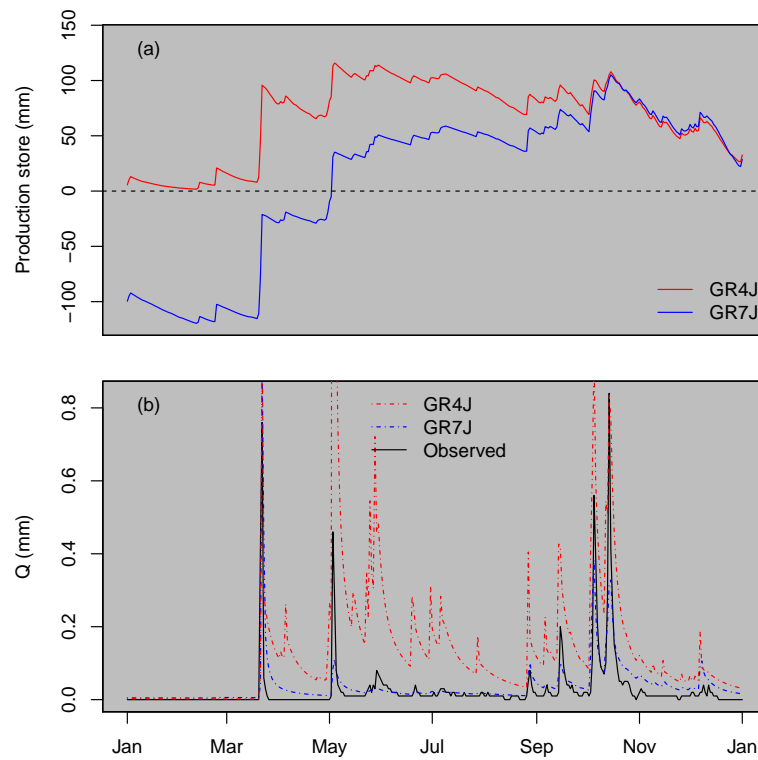 (a)
Production store (mm)
150
100
50
0
−50
−100
GR4J
GR7J
(b)
Q (mm)
0.8
0.6
0.4
0.2
0.0
GR4J
GR7J
Observed
Jan Mar May Jul Sep Nov Jan